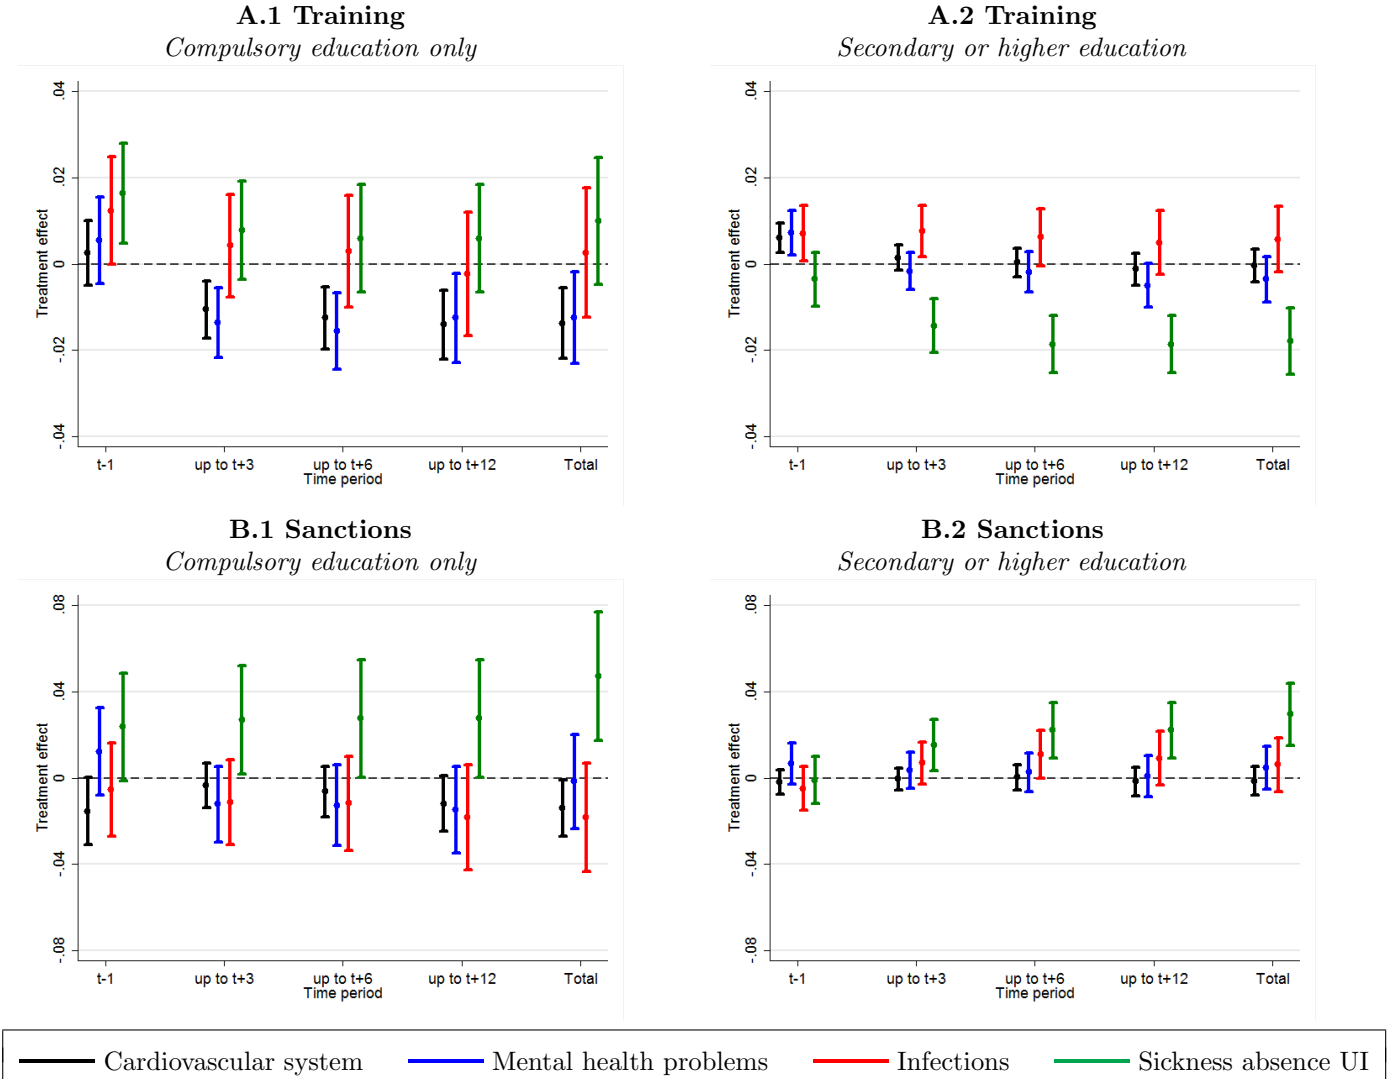 A.1 Training
Compulsory education only
.04
.02
0
-.02
-.04
Treatment effect
t-1
up to t+3
up to t+6
up to t+12
Total
Time period
A.2 Training
Secondary or higher education
.04
.02
0
-.02
-.04
Treatment effect
t-1
up to t+3
up to t+6
up to t+12
Total
Time period
B.1 Sanctions
Compulsory education only
.08
.04
0
-.04
-.08
Treatment effect
t-1
up to t+3
up to t+6
up to t+12
Total
Time period
B.2 Sanctions
Secondary or higher education
.08
.04
0
-.04
-.08
Treatment effect
t-1
up to t+3
up to t+6
up to t+12
Total
Time period
Cardiovascular system
Mental health problems
Infections
Sickness absence UI